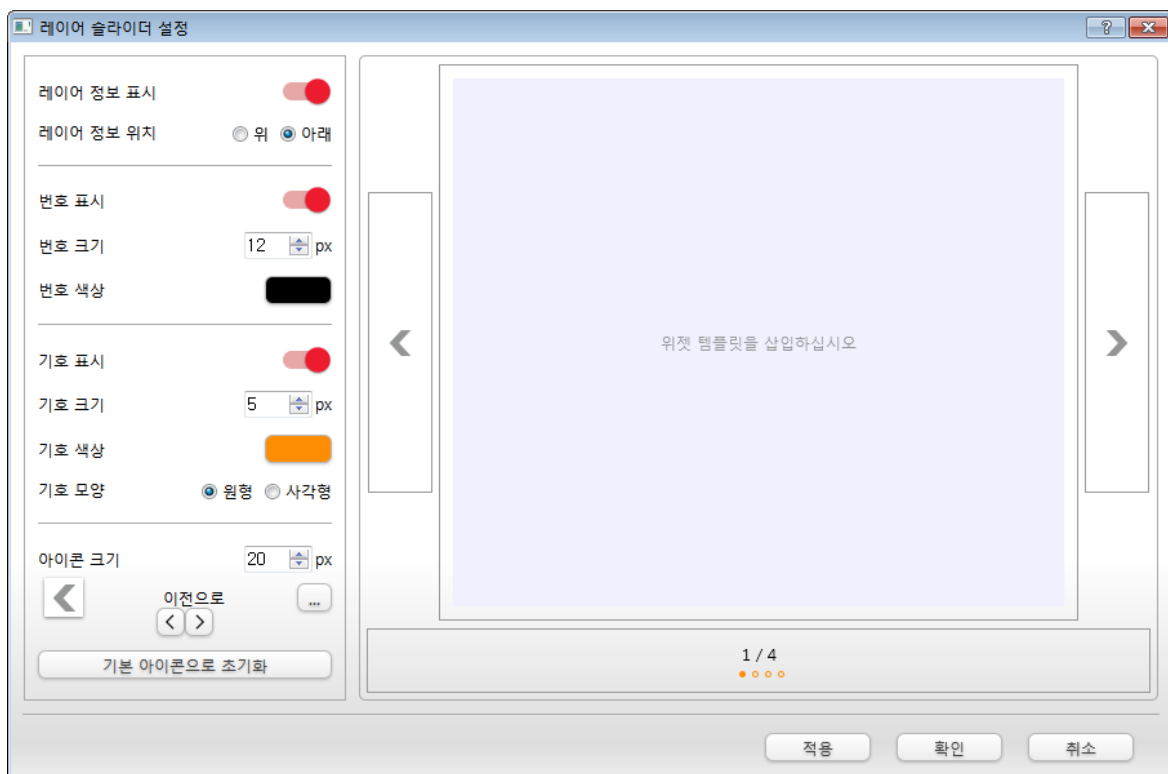 레이어 슬라이더 설정
레이어 정보 표시
레이어 정보 위치 위 아래
번호 표시
번호 크기 12 px
번호 색상
기호 표시
기호 크기 5 px
기호 색상
기호 모양 원형 사각형
아이콘 크기 20 px
이전으로 ...
기본 아이콘으로 초기화
위젯 템플릿을 삽입하십시오
1 / 4
적용 확인 취소